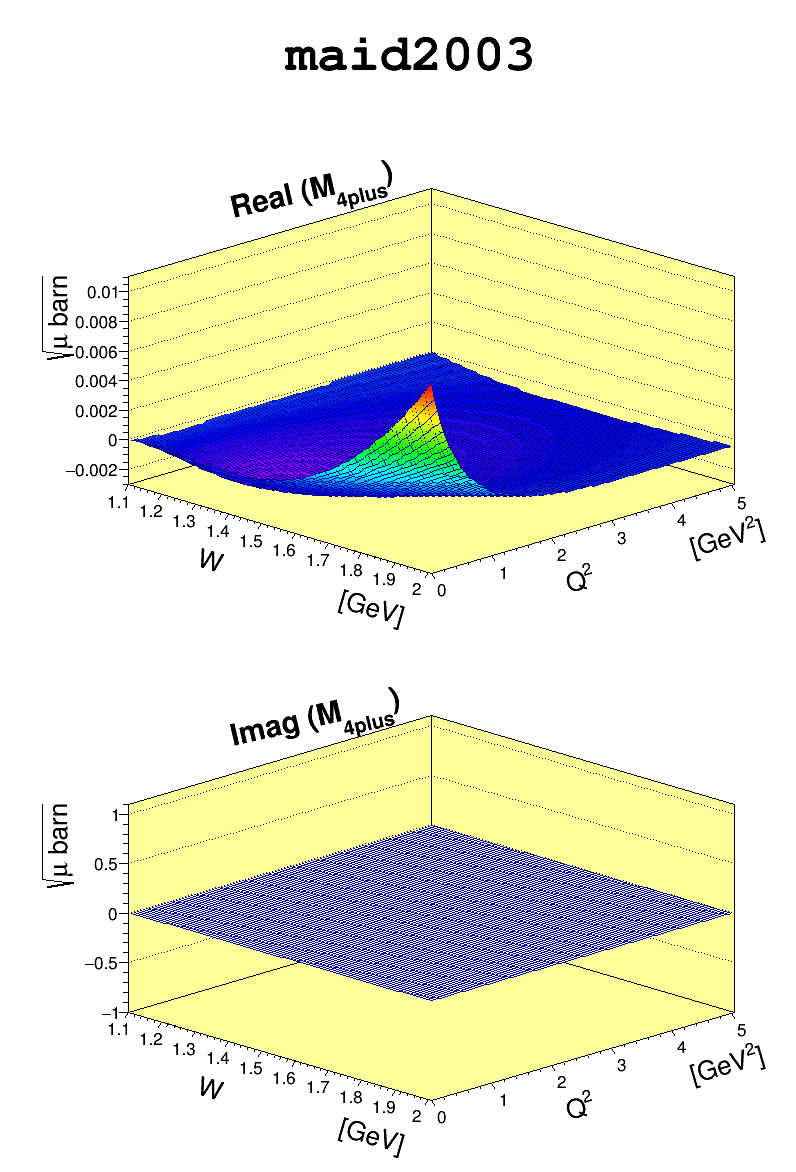 maid2003
Real (M4plus)
√μ barn
0.01
0.008
0.006
0.004
0.002
0
−0.002
1.1 1.2 1.3 1.4 1.5 1.6 1.7 1.8 1.9 2
W [GeV]
0 1 2 3 4 5
Q2 [GeV2]
Imag (M4plus)
√μ barn
1
0.5
0
−0.5
−1
1.1 1.2 1.3 1.4 1.5 1.6 1.7 1.8 1.9 2
W [GeV]
0 1 2 3 4 5
Q2 [GeV2]